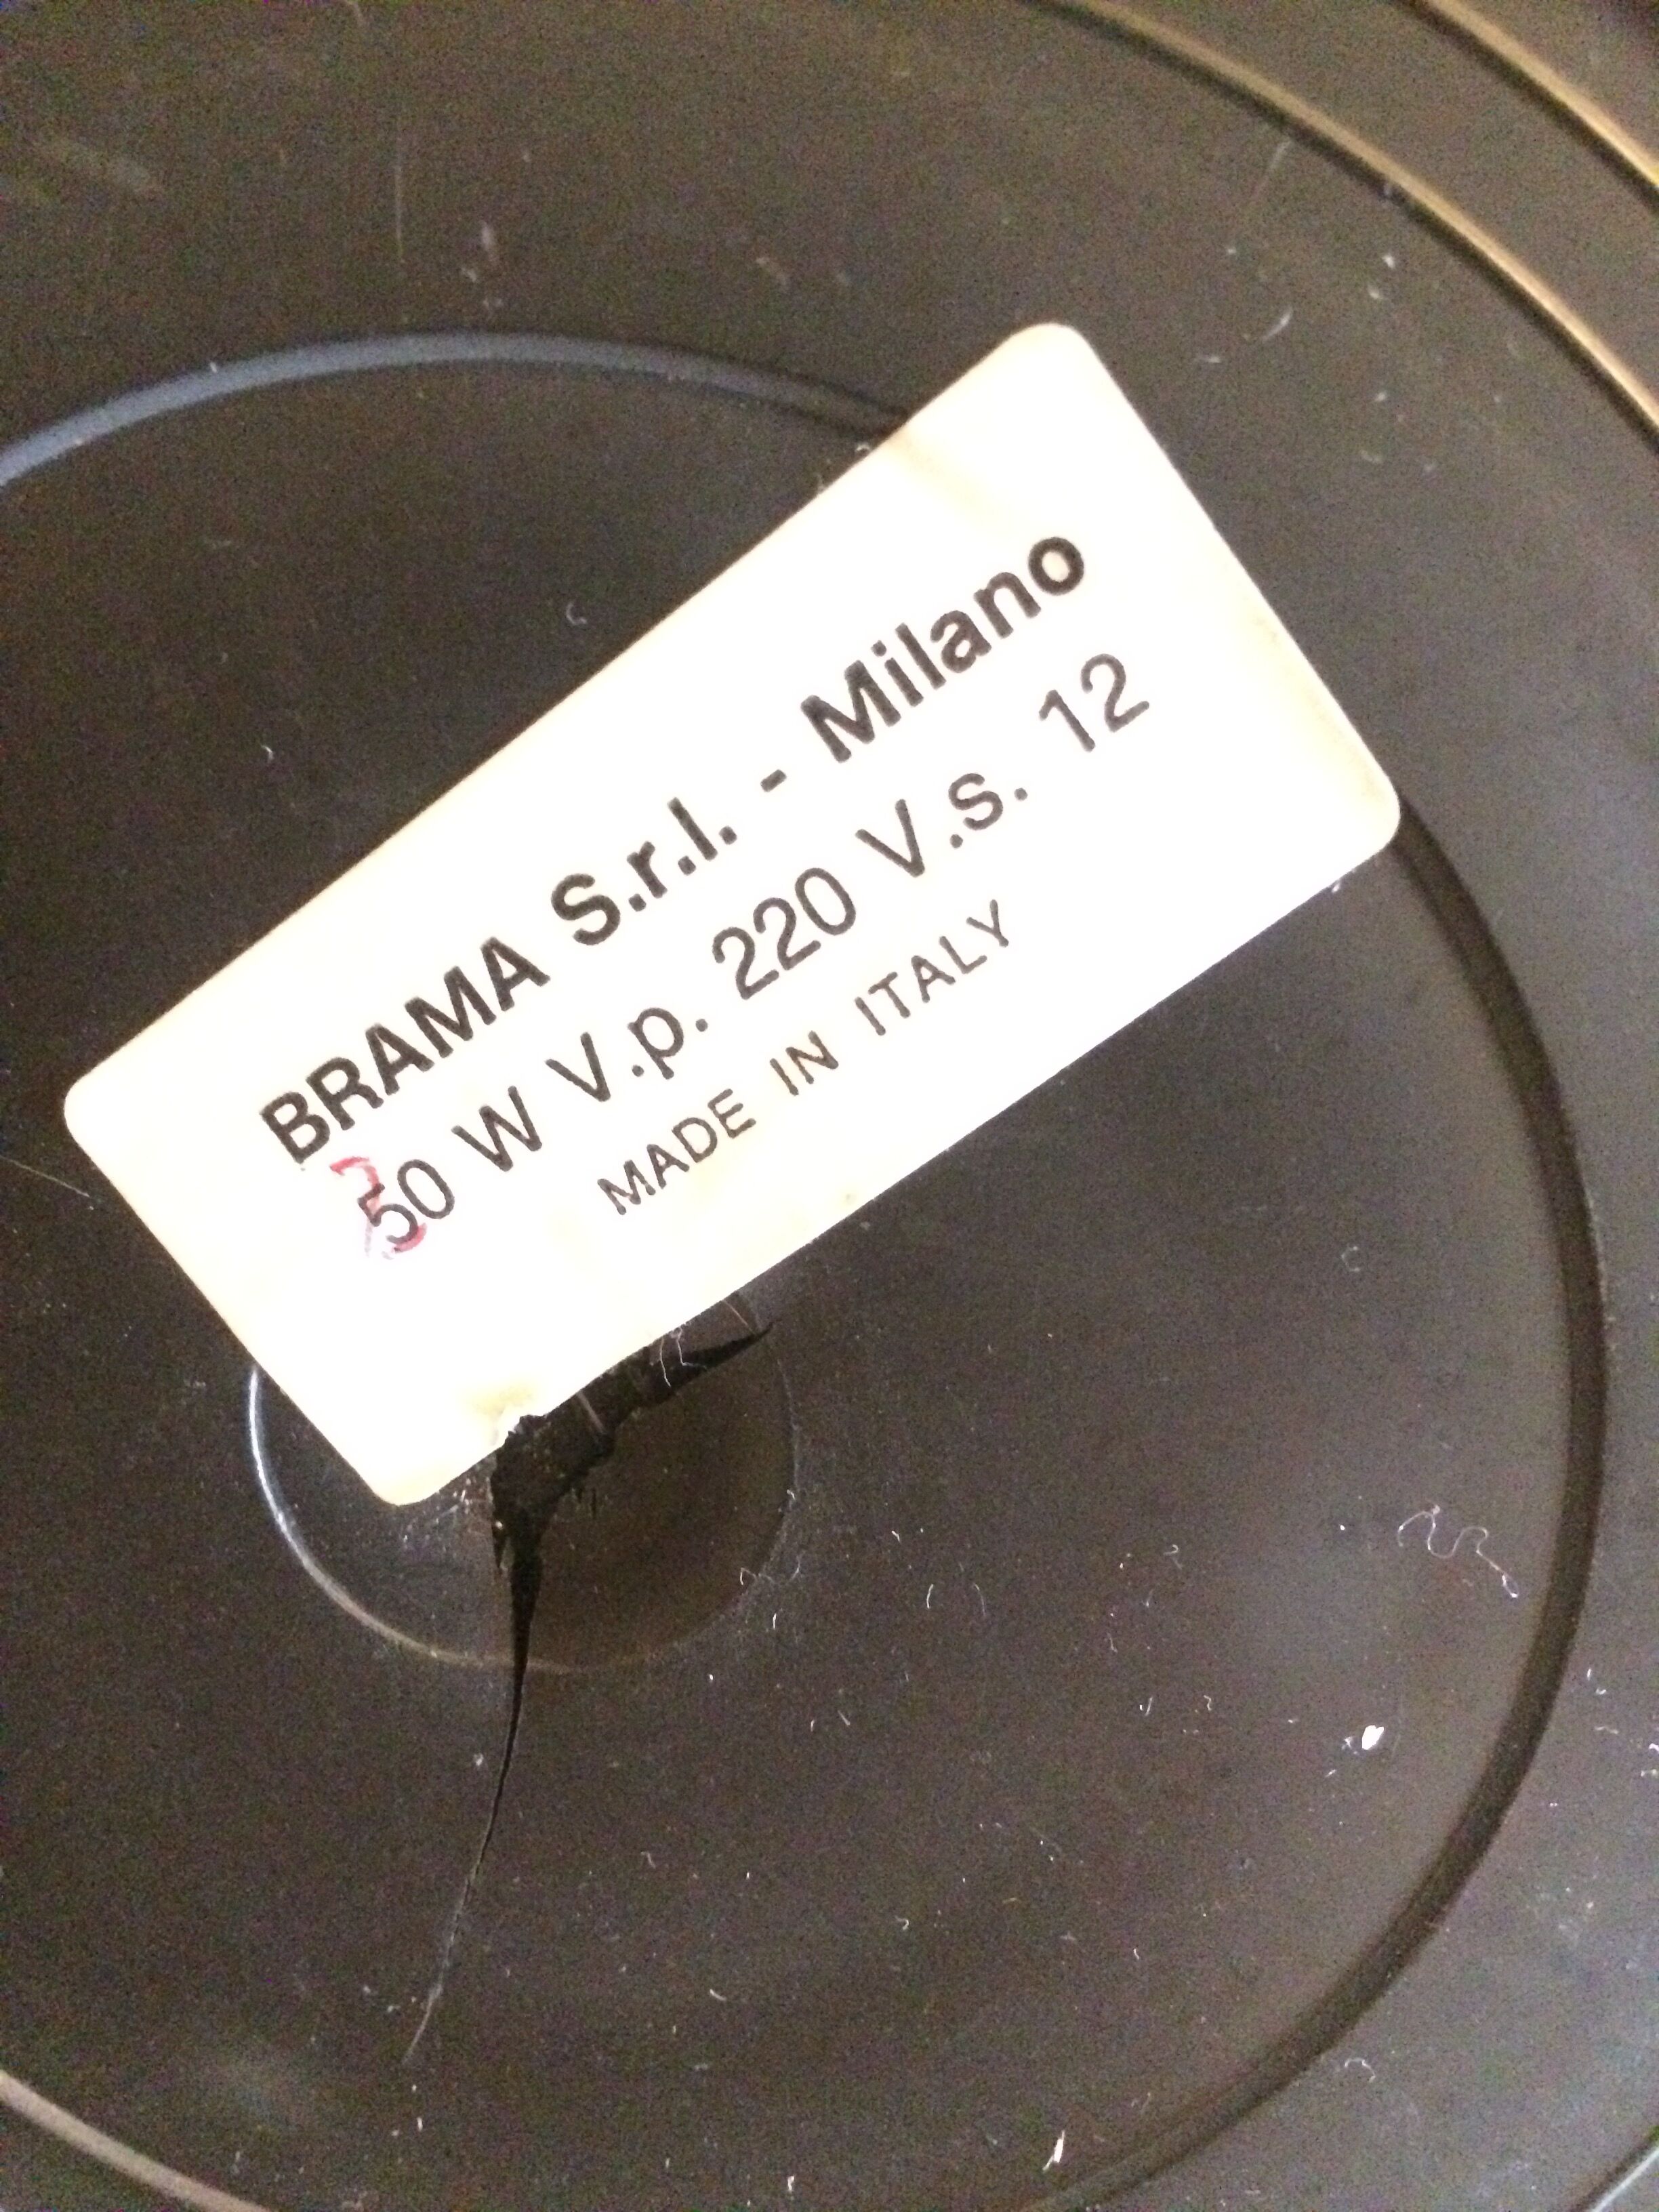 BRAMA S.r.l. - Milano
50 W V.p. 220 V.s. 12
MADE IN ITALY